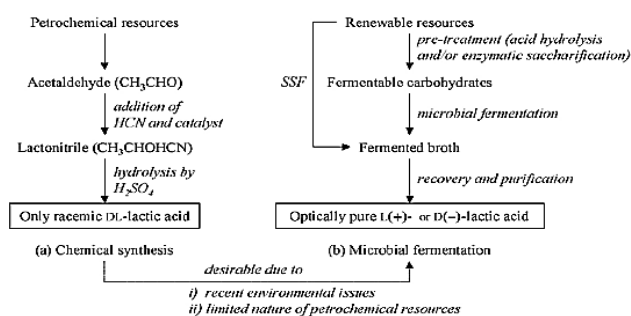 Petrochemical resources
Acetaldehyde (CH3CHO)
addition of
HCN and catalyst
Lactonitrile (CH3CHOHCN)
hydrolysis by
H2SO4
Only racemic DL-lactic acid
(a) Chemical synthesis
Renewable resources
pre-treatment (acid hydrolysis
and/or enzymatic saccharification)
SSF
Fermentable carbohydrates
microbial fermentation
Fermented broth
recovery and purification
Optically pure L(+)- or D(−)-lactic acid
(b) Microbial fermentation
desirable due to
i) recent environmental issues
ii) limited nature of petrochemical resources